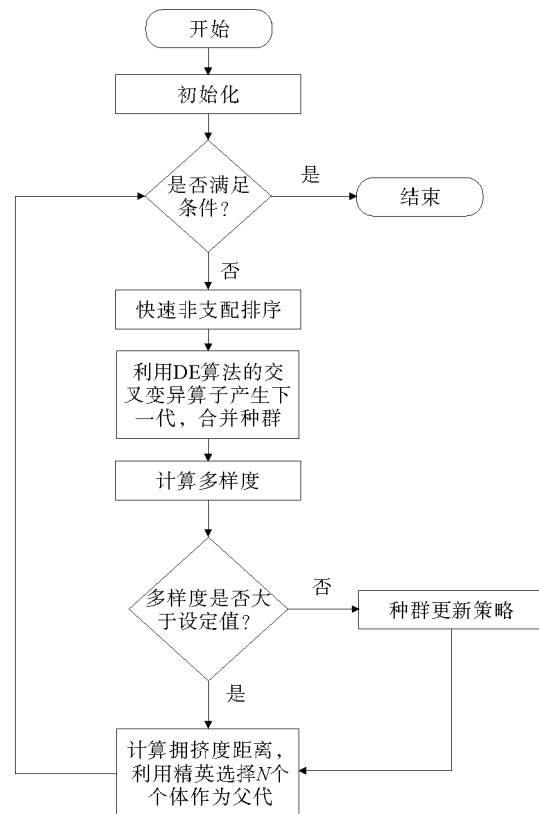 开始
初始化
是否满足
条件？
是
结束
否
快速非支配排序
利用DE算法的交
叉变异算子产生下
一代，合并种群
计算多样度
多样度是否大
于设定值？
否
种群更新策略
是
计算拥挤度距离，
利用精英选择N个
个体作为父代